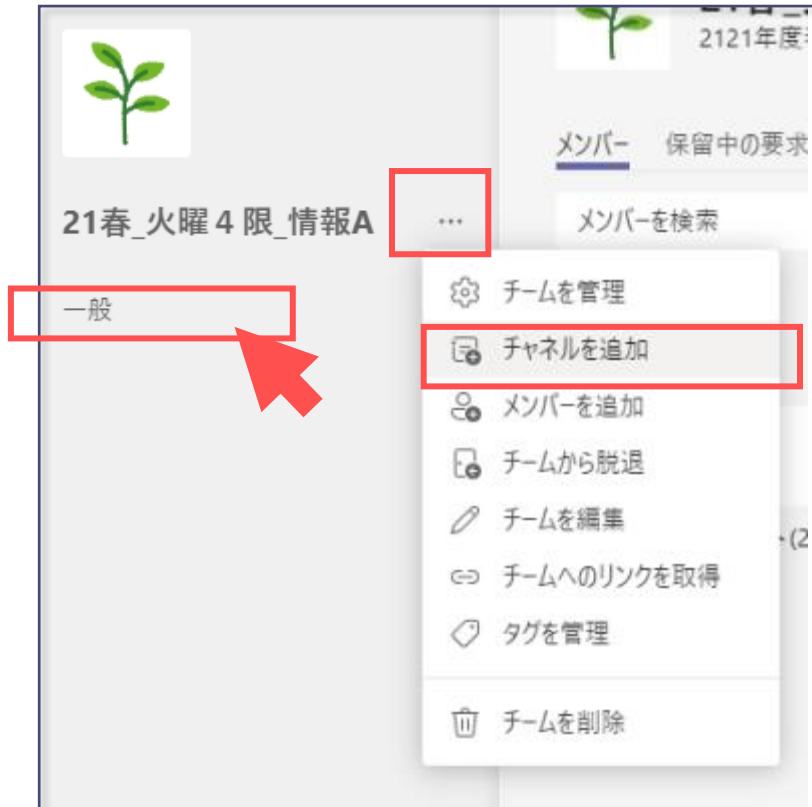 2121年度
メンバー 保留中の要求
21春_火曜４限_情報A
…
メンバーを検索
一般
チームを管理
チャネルを追加
メンバーを追加
チームから脱退
チームを編集
(2
チームへのリンクを取得
タグを管理
チームを削除